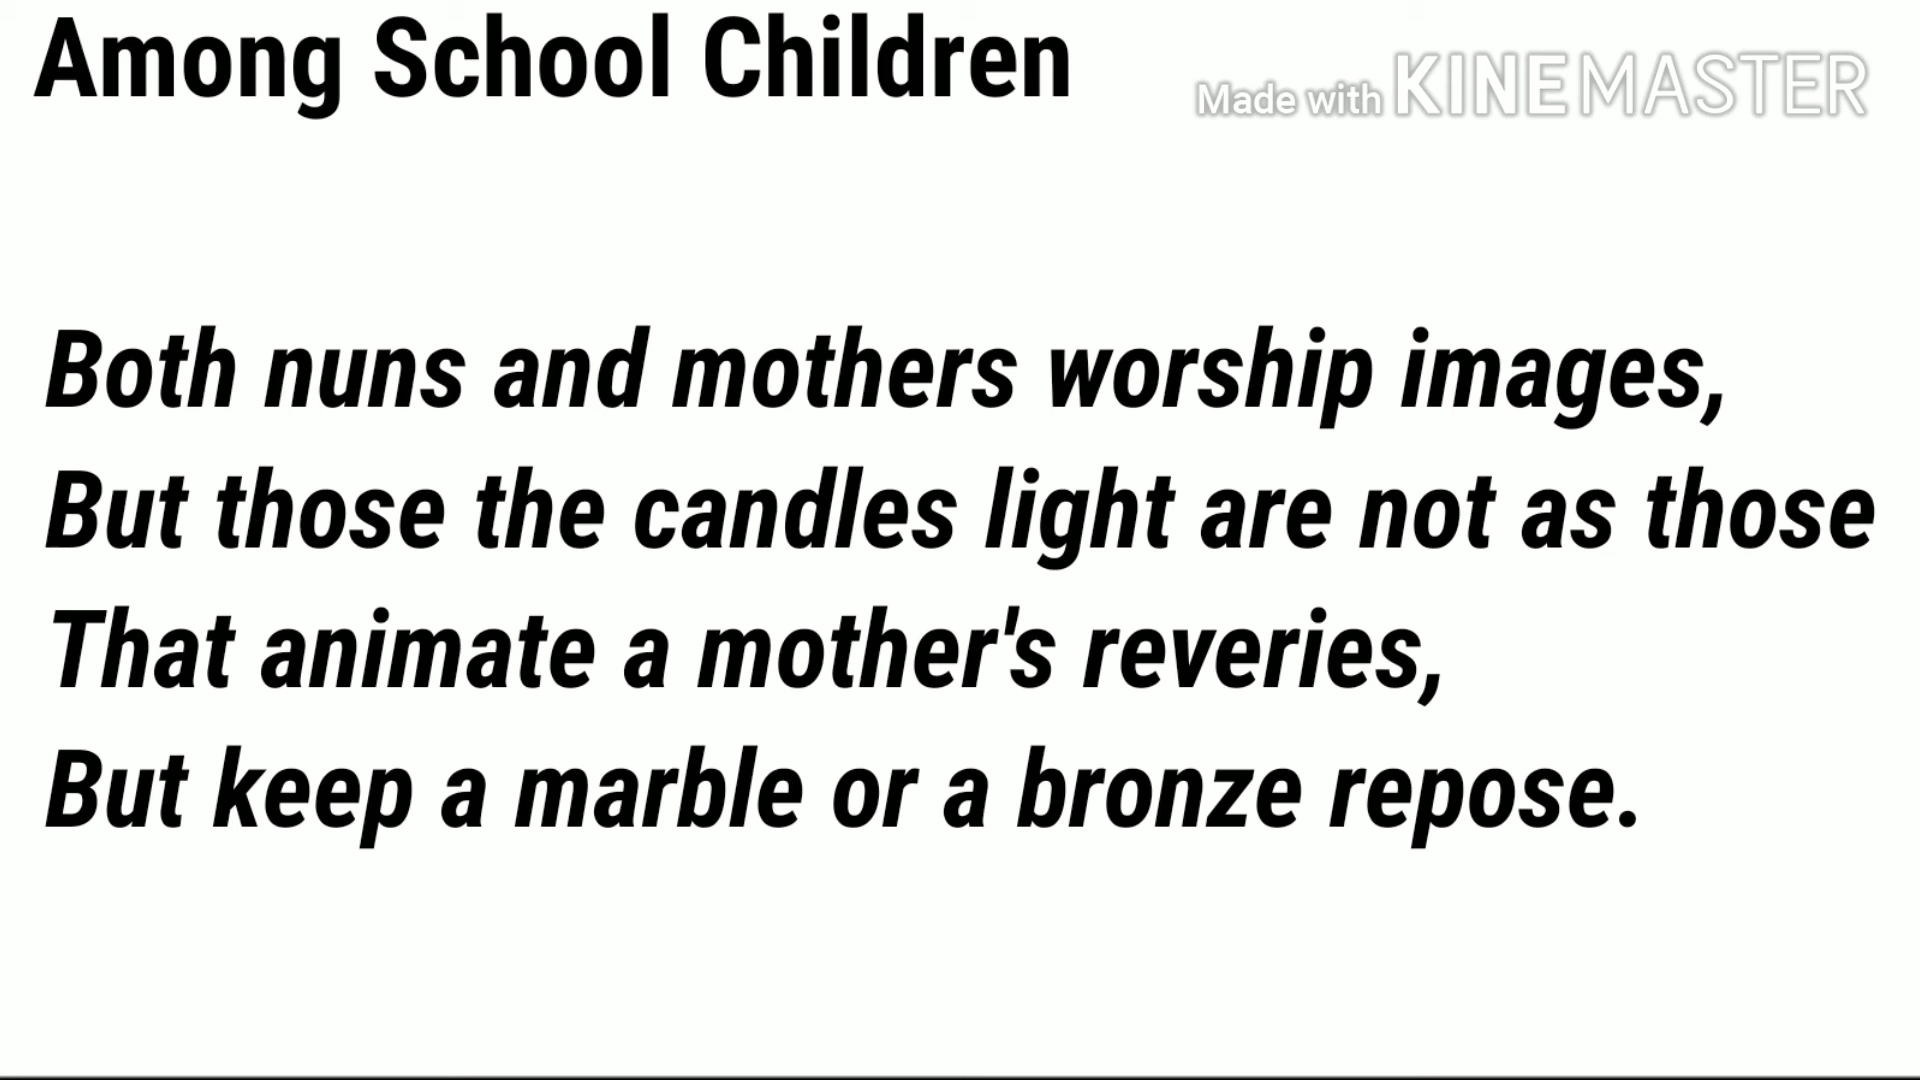 Among School Children
Made with KINEMASTER
Both nuns and mothers worship images,
But those the candles light are not as those
That animate a mother's reveries,
But keep a marble or a bronze repose.